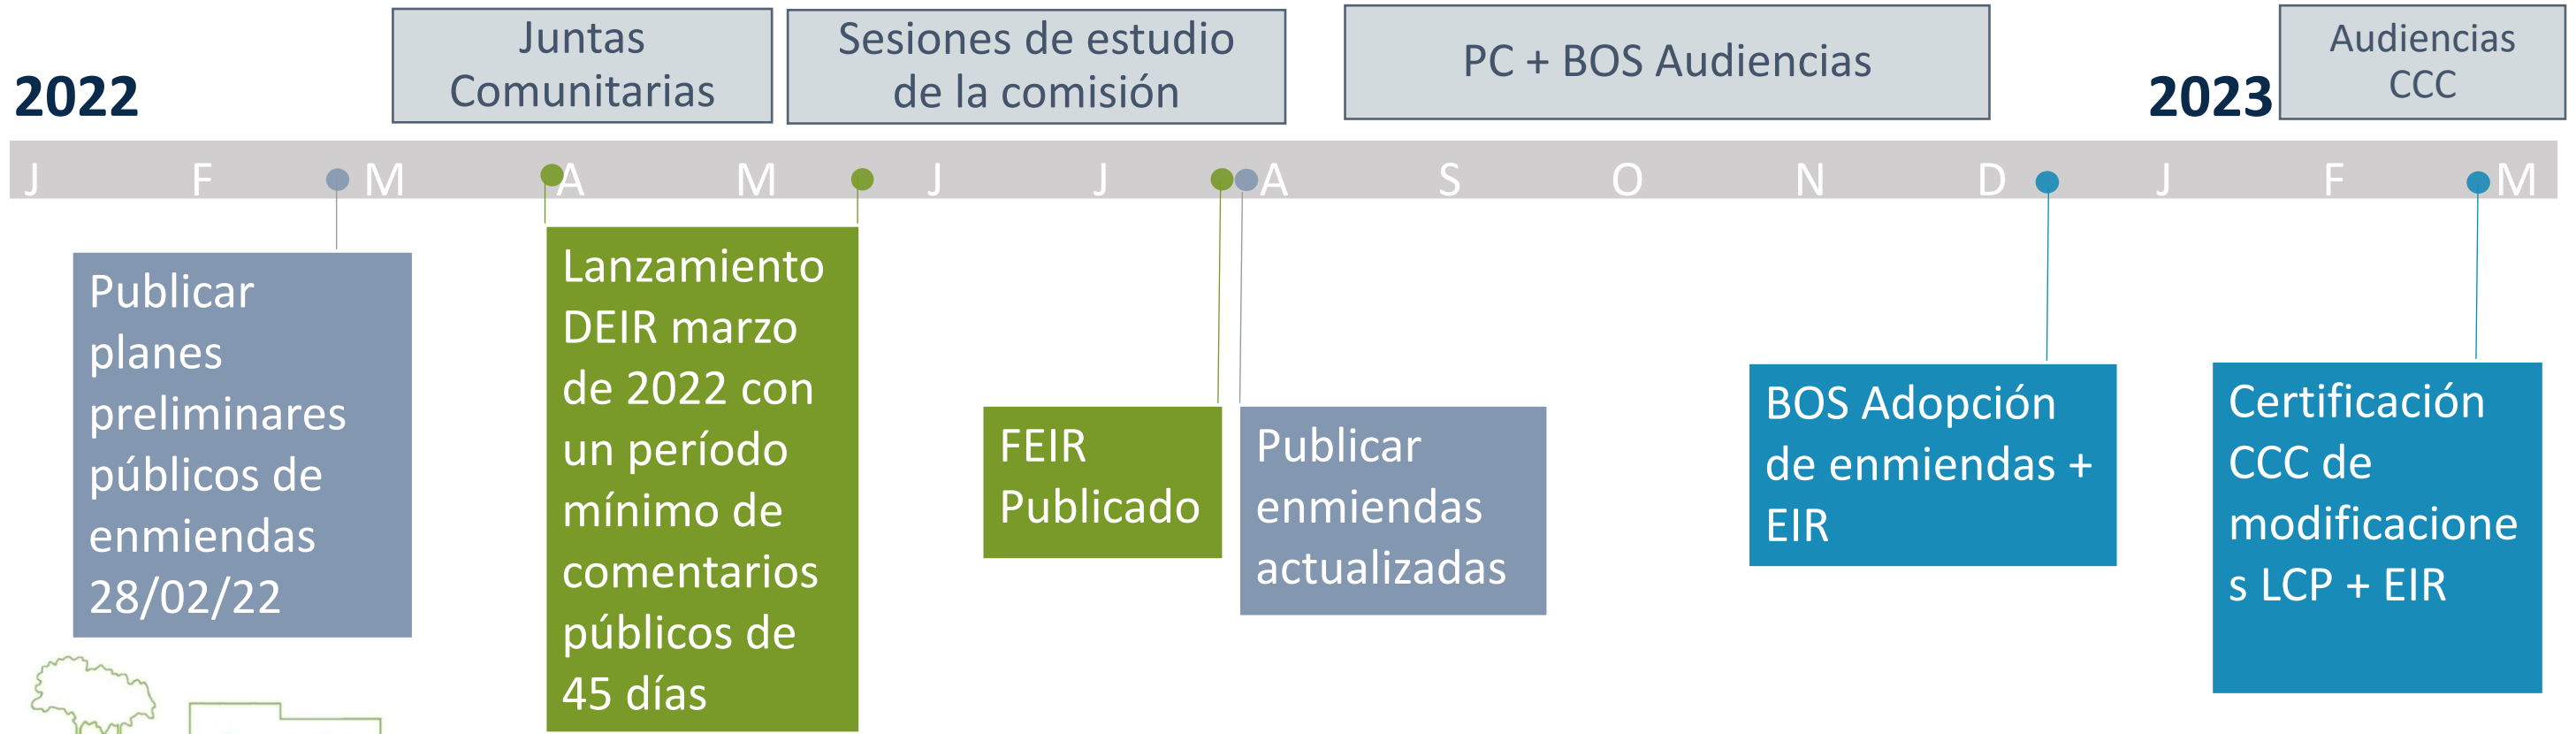 Juntas
Comunitarias
Sesiones de estudio
de la comisión
PC + BOS Audiencias
Audiencias
CCC
2022
2023
J F M A M J J A S O N D J F M
Publicar
planes
preliminares
públicos de
enmiendas
28/02/22
Lanzamiento
DEIR marzo
de 2022 con
un período
mínimo de
comentarios
públicos de
45 días
FEIR
Publicado
Publicar
enmiendas
actualizadas
BOS Adopción
de enmiendas +
EIR
Certificación
CCC de
modificacione
s LCP + EIR